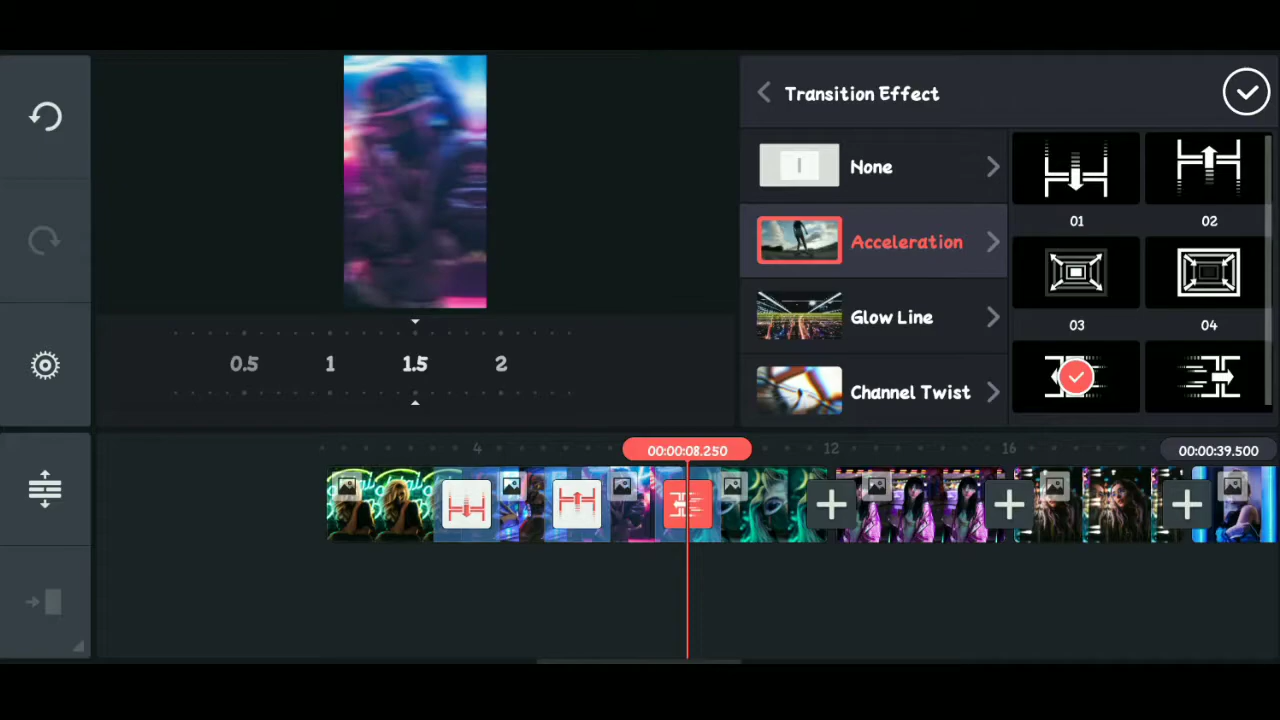 Transition Effect
None
Acceleration
Glow Line
Channel Twist
01
02
03
04
0.5
1
1.5
2
4
00:00:08.250
12
16
00:00:39.500